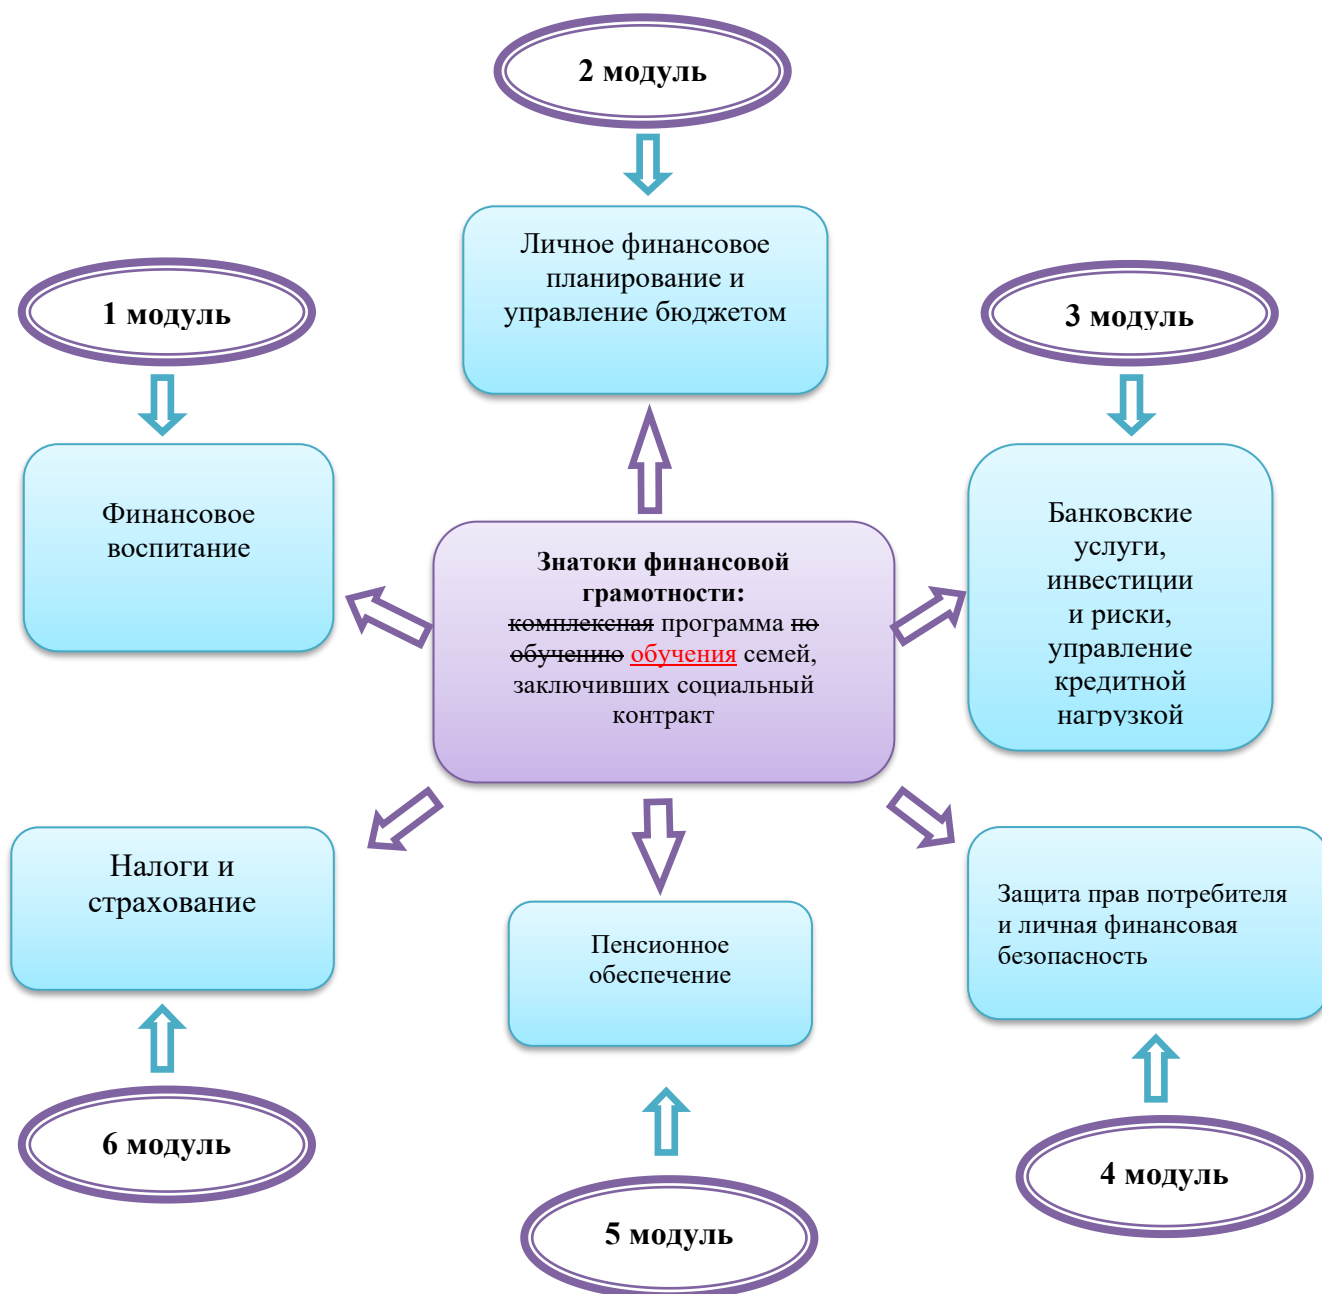 2 модуль
Личное финансовое
планирование и
управление бюджетом
1 модуль
Финансовое
воспитание
3 модуль
Банковские
услуги,
инвестиции
и риски,
управление
кредитной
нагрузкой
Знатоки финансовой
грамотности:
комплексная программа по
обучению обучения семей,
заключивших социальный
контракт
Налоги и
страхование
6 модуль
Пенсионное
обеспечение
5 модуль
Защита прав потребителя
и личная финансовая
безопасность
4 модуль